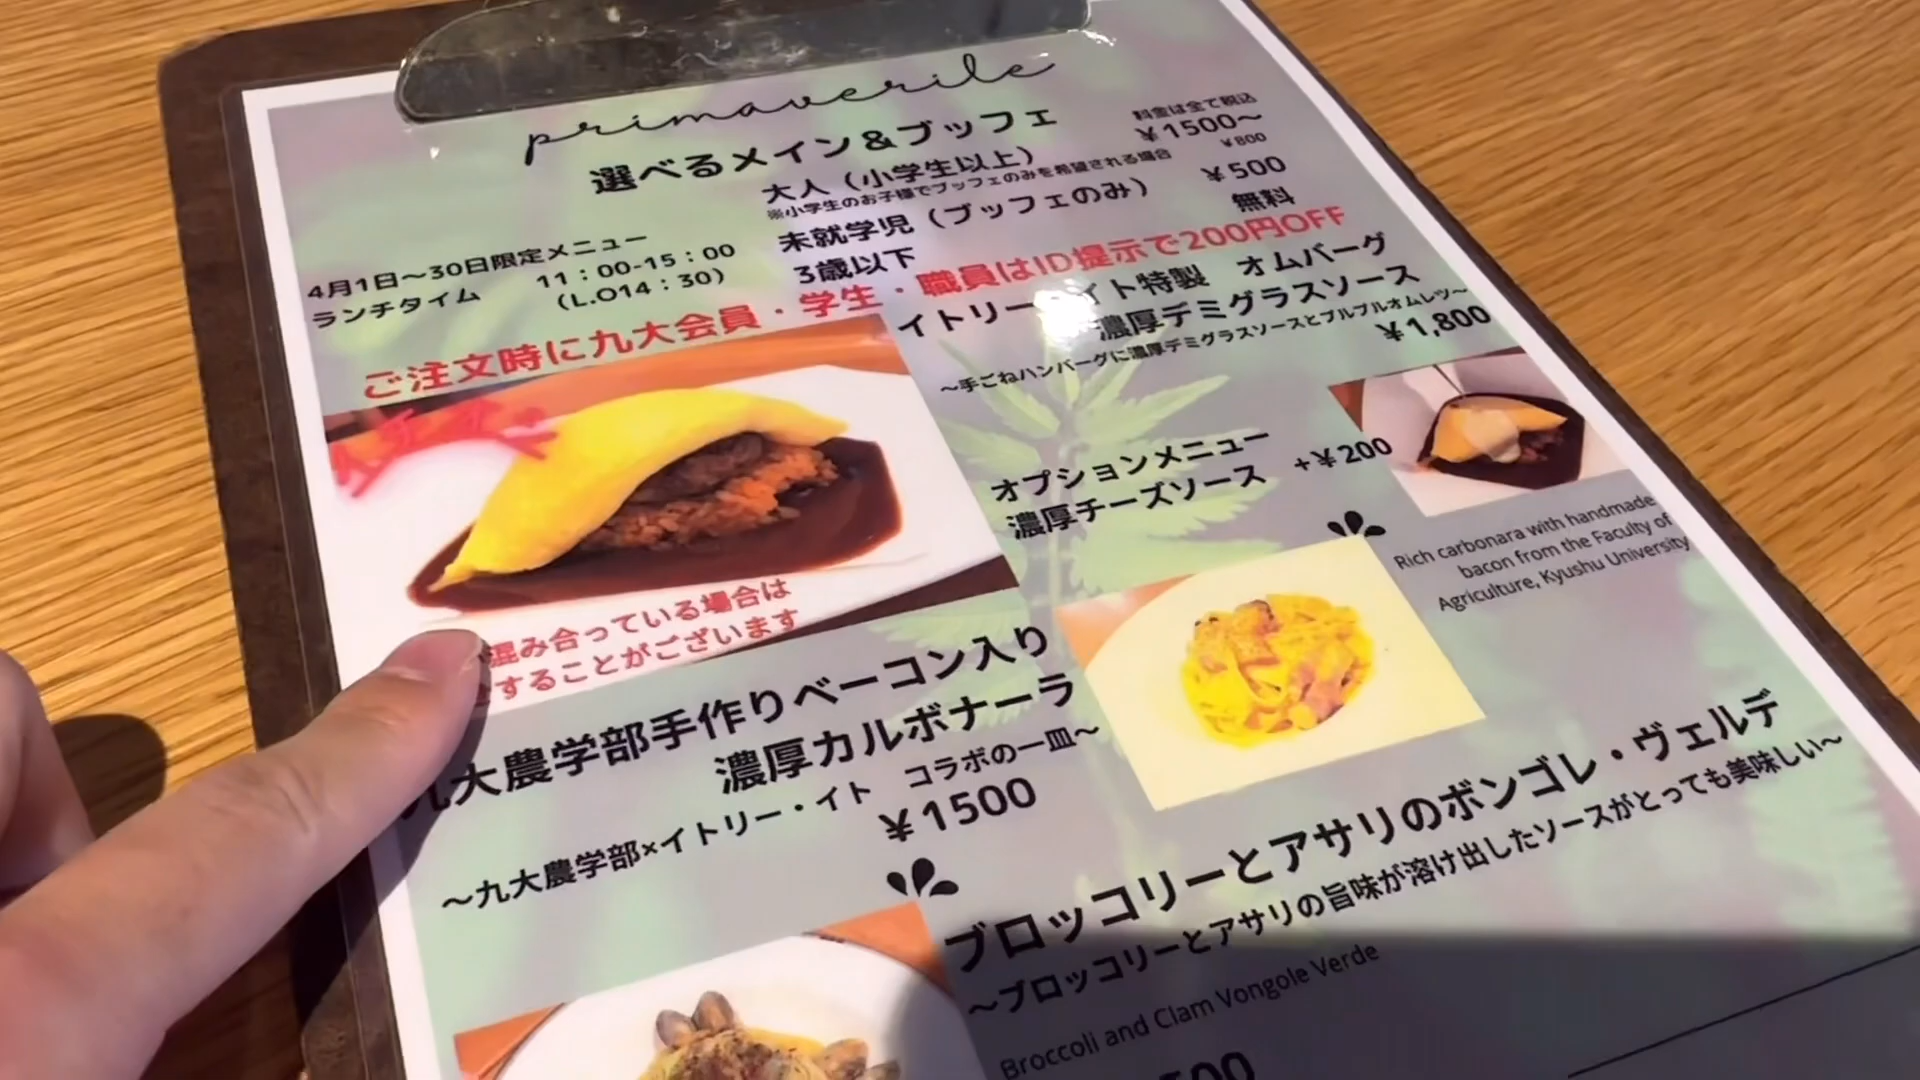 primaverile
選べるメイン＆ブッフェ
料金は全て税込
大人（小学生以上） ￥1500～
※小学生のお子様でブッフェのみを希望される場合 ￥800
未就学児（ブッフェのみ） ￥500
3歳以下 無料
4月1日～30日限定メニュー
ランチタイム 11：00-15：00
（L.O14：30）
ご注文時に九大会員・学生・職員はID提示で200円OFF
イト特製 オムバーグ
濃厚デミグラスソース
～手ごねハンバーグに濃厚デミグラスソースとプルプルオムレツ～
￥1,800
オプションメニュー
濃厚チーズソース +￥200
混み合っている場合は
することがございます
Rich carbonara with handmade
bacon from the Faculty of
Agriculture, Kyushu University
九大農学部手作りベーコン入り
濃厚カルボナーラ
～九大農学部×イトリー・イト コラボの一皿～
￥1500
ブロッコリーとアサリのボンゴレ・ヴェルデ
～ブロッコリーとアサリの旨味が溶け出したソースがとっても美味しい～
Broccoli and Clam Vongole Verde